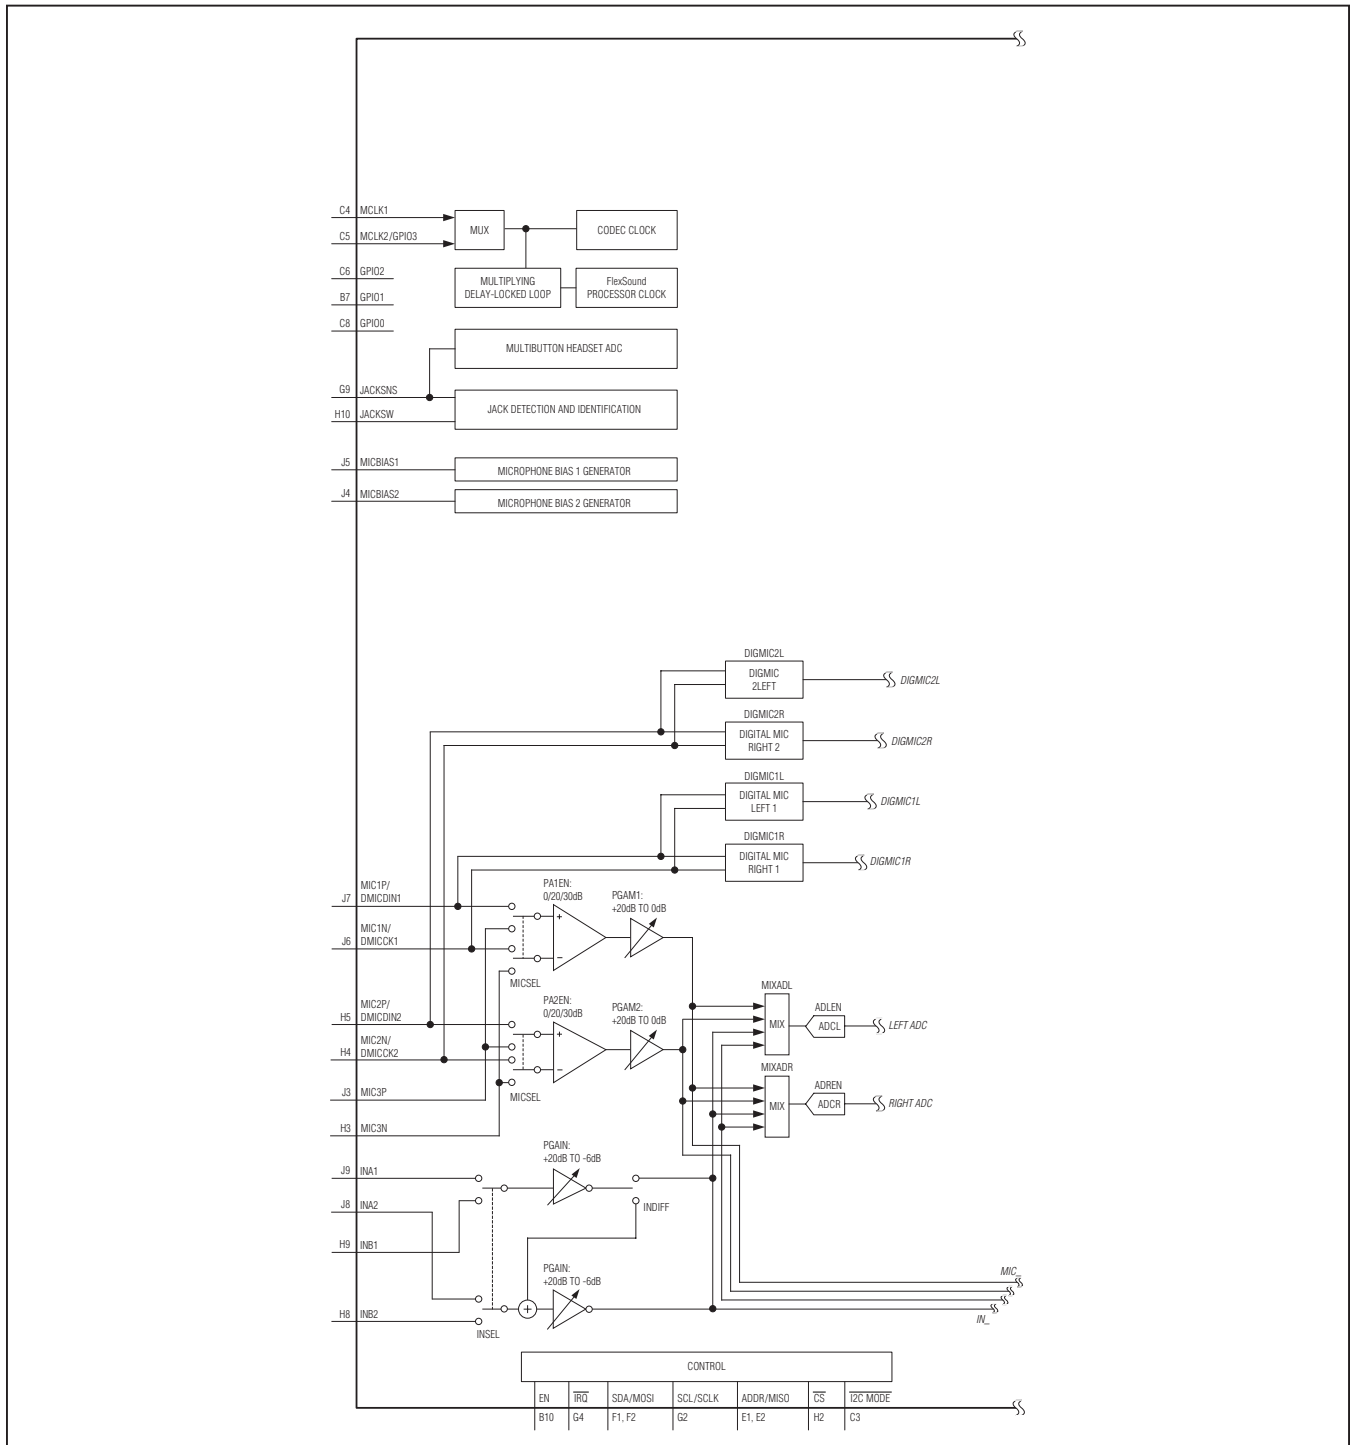 C4 MCLK1
MUX
CODEC CLOCK
C5 MCLK2/GPIO3
C6 GPIO2
MULTIPLYING
DELAY-LOCKED LOOP
FlexSound
PROCESSOR CLOCK
B7 GPIO1
C8 GPIO0
MULTIBUTTON HEADSET ADC
G9 JACKSNS
JACK DETECTION AND IDENTIFICATION
H10 JACKSW
J5 MICBIAS1
MICROPHONE BIAS 1 GENERATOR
J4 MICBIAS2
MICROPHONE BIAS 2 GENERATOR
DIGMIC2L
DIGMIC
2LEFT
DIGMIC2L
DIGMIC2R
DIGITAL MIC
RIGHT 2
DIGMIC2R
DIGMIC1L
DIGITAL MIC
LEFT 1
DIGMIC1L
DIGMIC1R
DIGITAL MIC
RIGHT 1
DIGMIC1R
MIC1P/
J7 DMICDIN1
PA1EN:
0/20/30dB
PGAM1:
+20dB TO 0dB
+
−
MIC1N/
J6 DMICCK1
MICSEL
MIC2P/
H5 DMICDIN2
PA2EN:
0/20/30dB
PGAM2:
+20dB TO 0dB
+
−
MIXADL
MIX
ADLEN
ADCL
LEFT ADC
MIC2N/
H4 DMICCK2
MIXADR
MIX
ADREN
ADCR
RIGHT ADC
J3 MIC3P
MICSEL
H3 MIC3N
PGAIN:
+20dB TO -6dB
J9 INA1
J8 INA2
INDIFF
H9 INB1
PGAIN:
+20dB TO -6dB
MIC_
+
IN_
H8 INB2
INSEL
CONTROL
EN IRQ SDA/MOSI SCL/SCLK ADDR/MISO CS I2C MODE
B10 G4 F1, F2 G2 E1, E2 H2 C3